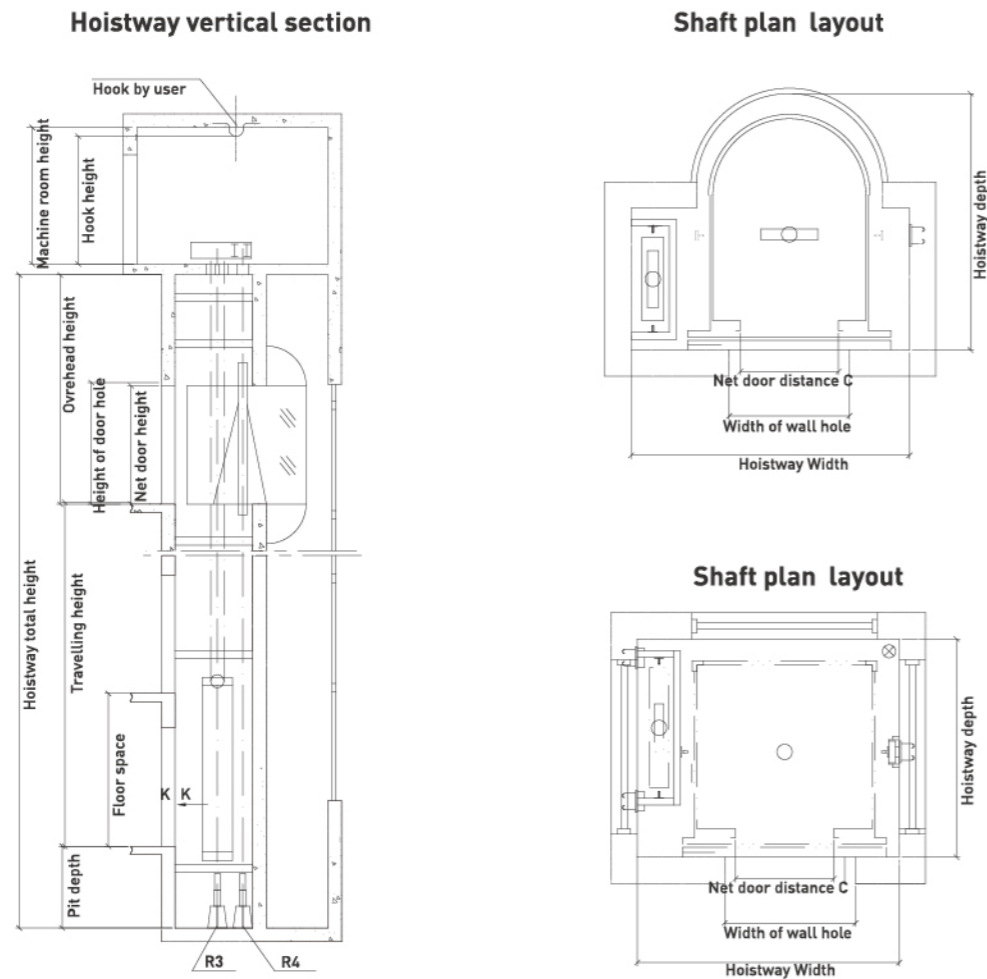 Hoistway vertical section
Hook by user
Machine room height
Hook height
Ovrehead height
Height of door hole
Net door height
Hoistway total height
Travelling height
Floor space
K K
Pit depth
R3 R4
Shaft plan layout
Hoistway depth
Net door distance C
Width of wall hole
Hoistway Width
Shaft plan layout
Hoistway depth
Net door distance C
Width of wall hole
Hoistway Width